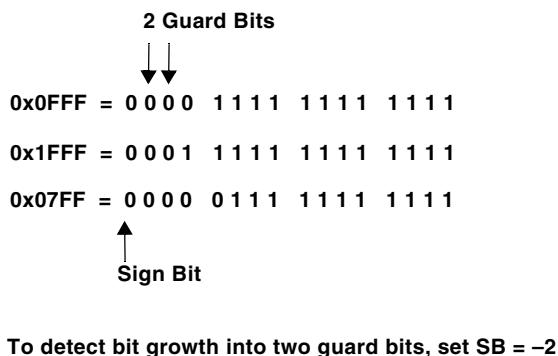 2 Guard Bits
0x0FFF = 0 0 0 0 1 1 1 1 1 1 1 1 1 1 1 1
0x1FFF = 0 0 0 1 1 1 1 1 1 1 1 1 1 1 1 1
0x07FF = 0 0 0 0 0 1 1 1 1 1 1 1 1 1 1 1
Sign Bit
To detect bit growth into two guard bits, set SB = –2